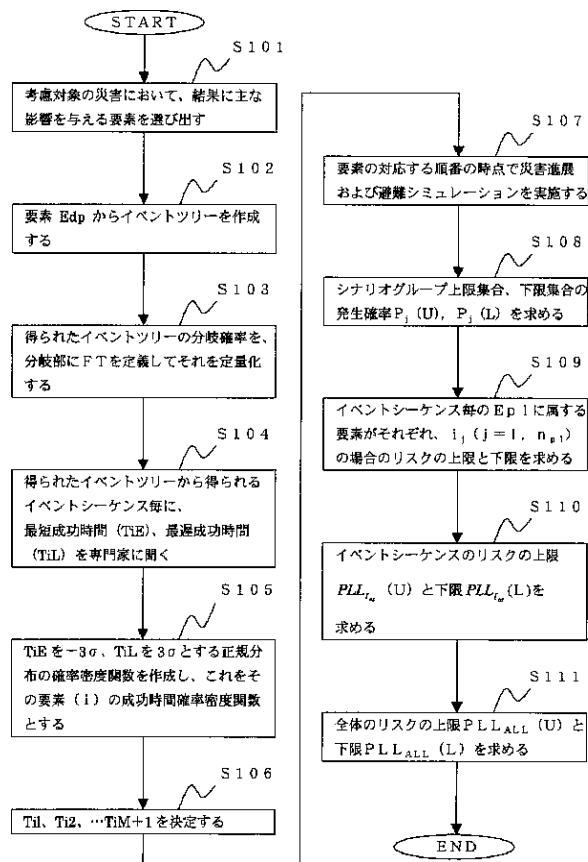 START
S101
考慮対象の災害において、結果に主な
影響を与える要素を選び出す
S102
要素 Edp からイベントツリーを作成
する
S103
得られたイベントツリーの分岐確率を、
分岐部にFTを定義してそれを定量化
する
S104
得られたイベントツリーから得られる
イベントシーケンス毎に、
最短成功時間（TiE）、最遅成功時間
（TiL）を専門家に聞く
S105
TiEを−3σ、TiLを3σとする正規分
布の確率密度関数を作成し、これをそ
の要素（i）の成功時間確率密度関数
とする
S106
Ti1、Ti2、…TiM+1を決定する
S107
要素の対応する順番の時点で災害進展
および避難シミュレーションを実施する
S108
シナリオグループ上限集合、下限集合の
発生確率Pj（U），Pj（L）を求める
S109
イベントシーケンス毎のEp1に属する
要素がそれぞれ、ij（j＝1，np1）
の場合のリスクの上限と下限を求める
S110
イベントシーケンスのリスクの上限
（U）と下限
(L)を
求める
S111
全体のリスクの上限PLLALL（U）と
下限PLLALL（L）を求める
END